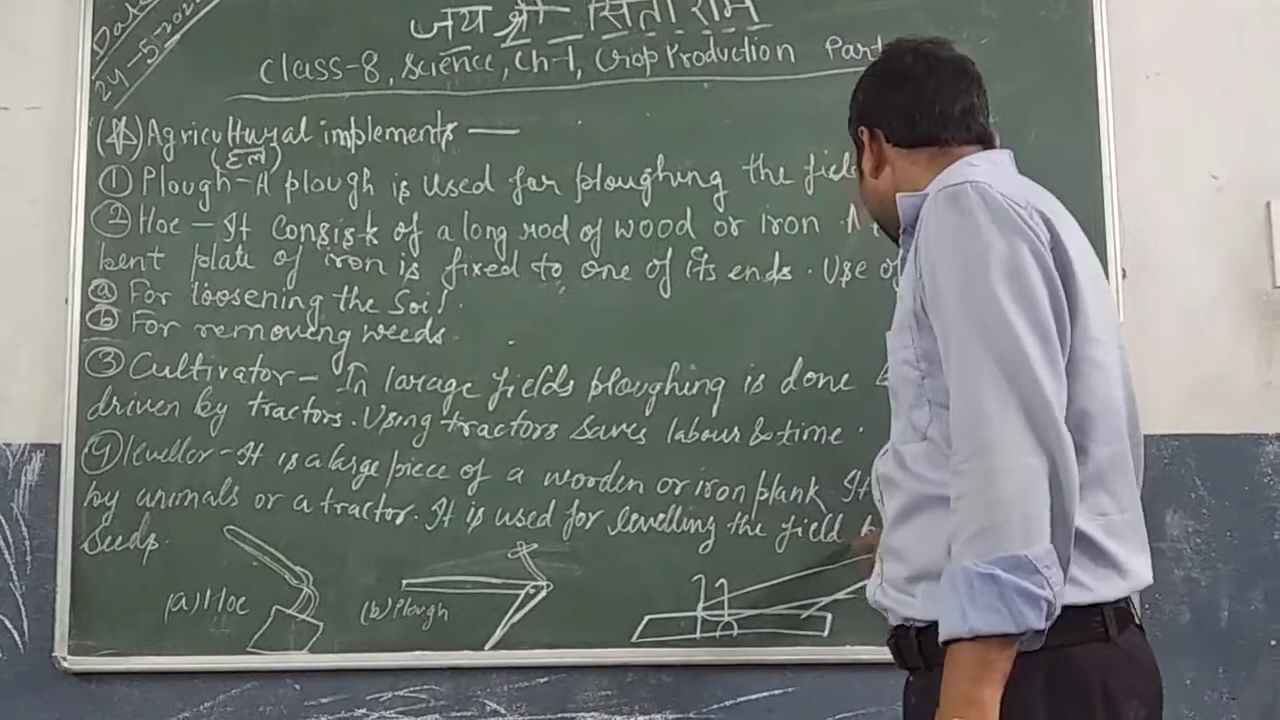 Date
24-5-202
जय श्री सिता राम
Class-8, Science, Ch-1, Crop Production Part
(A) Agricultural implements —
(हल)
① Plough - A plough is used for ploughing the fiel
② Hoe - It consists of a long rod of wood or iron. A
bent plate of iron is fixed to one of its ends. Use of
ⓐ For loosening the Soil.
ⓑ For removing weeds.
③ Cultivator - In larage fields ploughing is done
driven by tractors. Using tractors saves labour & time.
④ leveller - It is a large piece of a wooden or iron plank. It
by animals or a tractor. It is used for levelling the field
Seeds.
(a) Hoe
(b) Plough